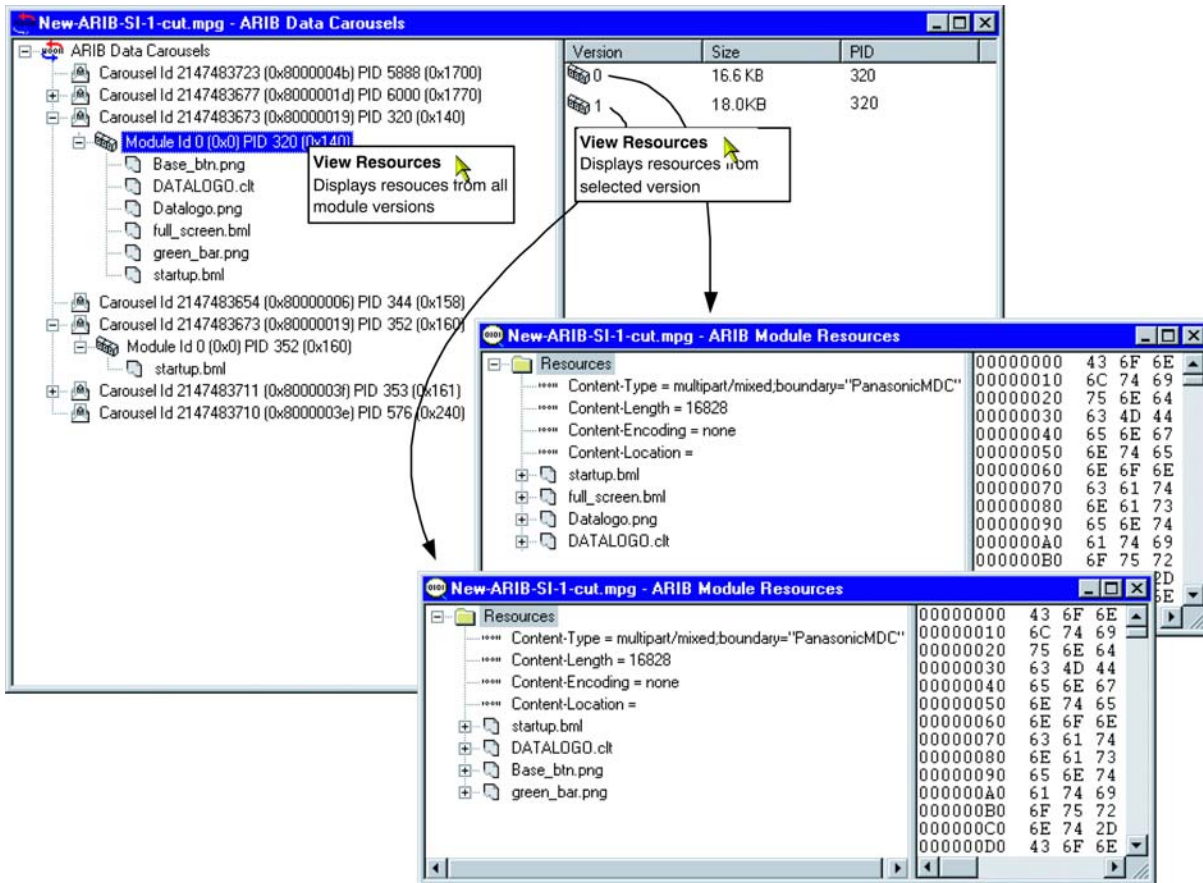 New-ARIB-SI-1-cut.mpg - ARIB Data Carousels
ARIB Data Carousels
Carousel Id 2147483723 (0x8000004b) PID 5888 (0x1700)
Carousel Id 2147483677 (0x8000001d) PID 6000 (0x1770)
Carousel Id 2147483673 (0x80000019) PID 320 (0x140)
Module Id 0 (0x0) PID 320 (0x140)
Base_btn.png
DATALOGO.clt
Datalogo.png
full_screen.bml
green_bar.png
startup.bml
Carousel Id 2147483654 (0x80000006) PID 344 (0x158)
Carousel Id 2147483673 (0x80000019) PID 352 (0x160)
Module Id 0 (0x0) PID 352 (0x160)
startup.bml
Carousel Id 2147483711 (0x8000003f) PID 353 (0x161)
Carousel Id 2147483710 (0x8000003e) PID 576 (0x240)
View Resources
Displays resouces from all
module versions
Version Size PID
0 16.6 KB 320
1 18.0KB 320
View Resources
Displays resources from
selected version
New-ARIB-SI-1-cut.mpg - ARIB Module Resources
Resources
Content-Type = multipart/mixed;boundary="PanasonicMDC"
Content-Length = 16828
Content-Encoding = none
Content-Location =
startup.bml
full_screen.bml
Datalogo.png
DATALOGO.clt
00000000 43 6F 6E
00000010 6C 74 69
00000020 75 6E 64
00000030 63 4D 44
00000040 65 6E 67
00000050 6E 74 65
00000060 6E 6F 6E
00000070 63 61 74
00000080 6E 61 73
00000090 65 6E 74
000000A0 61 74 69
000000B0 6F 75 72
2D
6E
New-ARIB-SI-1-cut.mpg - ARIB Module Resources
Resources
Content-Type = multipart/mixed;boundary="PanasonicMDC"
Content-Length = 16828
Content-Encoding = none
Content-Location =
startup.bml
DATALOGO.clt
Base_btn.png
green_bar.png
00000000 43 6F 6E
00000010 6C 74 69
00000020 75 6E 64
00000030 63 4D 44
00000040 65 6E 67
00000050 6E 74 65
00000060 6E 6F 6E
00000070 63 61 74
00000080 6E 61 73
00000090 65 6E 74
000000A0 61 74 69
000000B0 6F 75 72
000000C0 6E 74 2D
000000D0 43 6F 6E